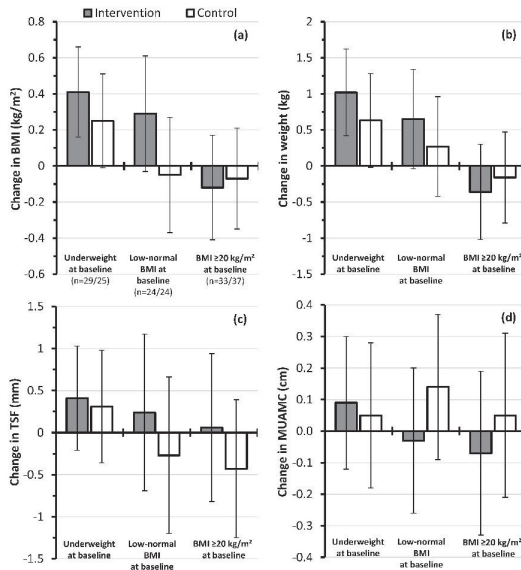 Intervention Control
(a)
Change in BMI (kg/m²)
0.8
0.6
0.4
0.2
0
-0.2
-0.4
-0.6
Underweight at baseline (n=29/25)
Low-normal BMI at baseline (n=24/24)
BMI ≥20 kg/m² at baseline (n=33/37)
(b)
Change in weight (kg)
2
1.5
1
0.5
0
-0.5
-1
-1.5
Underweight at baseline
Low-normal BMI at baseline
BMI ≥20 kg/m² at baseline
(c)
Change in TSF (mm)
1.5
1
0.5
0
-0.5
-1
-1.5
Underweight at baseline
Low-normal BMI at baseline
BMI ≥20 kg/m² at baseline
(d)
Change in MUAMC (cm)
0.5
0.4
0.3
0.2
0.1
0.0
-0.1
-0.2
-0.3
-0.4
Underweight at baseline
Low-normal BMI at baseline
BMI ≥20 kg/m² at baseline